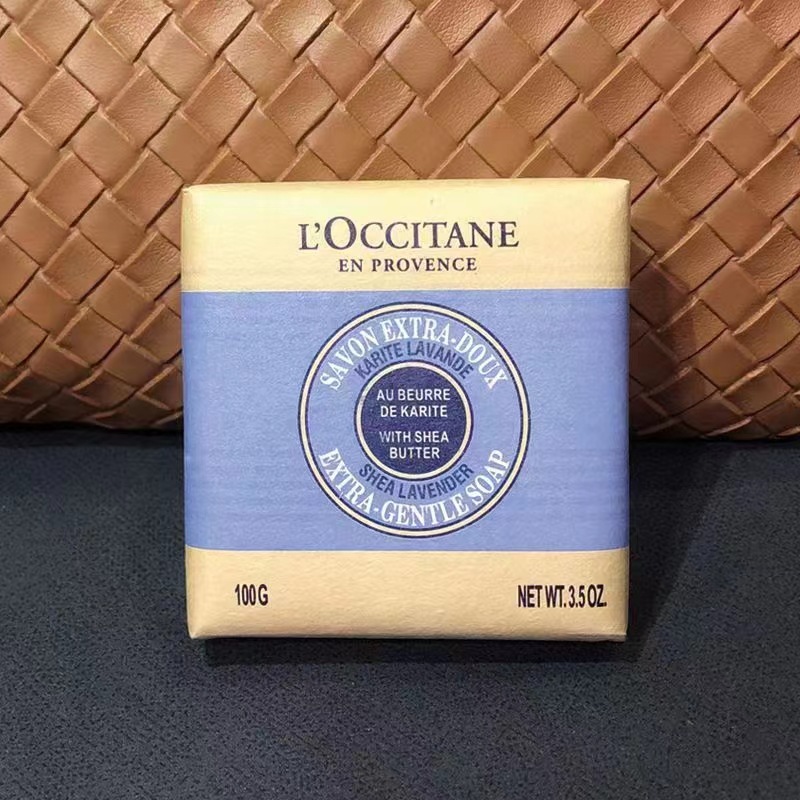 L'OCCITANE
EN PROVENCE
SAVON EXTRA-DOUX
KARITE LAVANDE
AU BEURRE
DE KARITE
WITH SHEA
BUTTER
SHEA LAVENDER
EXTRA-GENTLE SOAP
100G
NET WT. 3.5 OZ.